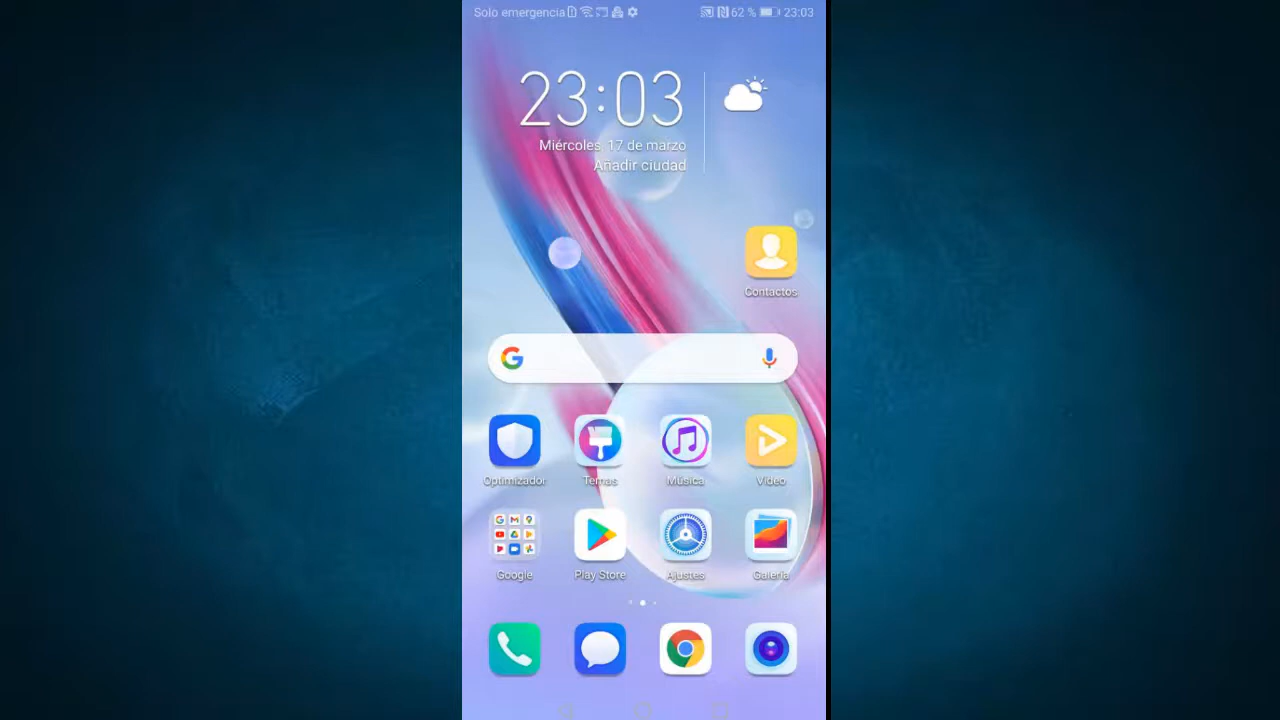 Solo emergencia 62 % 23:03
23:03
Miércoles, 17 de marzo
Añadir ciudad
Contactos
Optimizador Temas Música Vídeo
Google Play Store Ajustes Galería